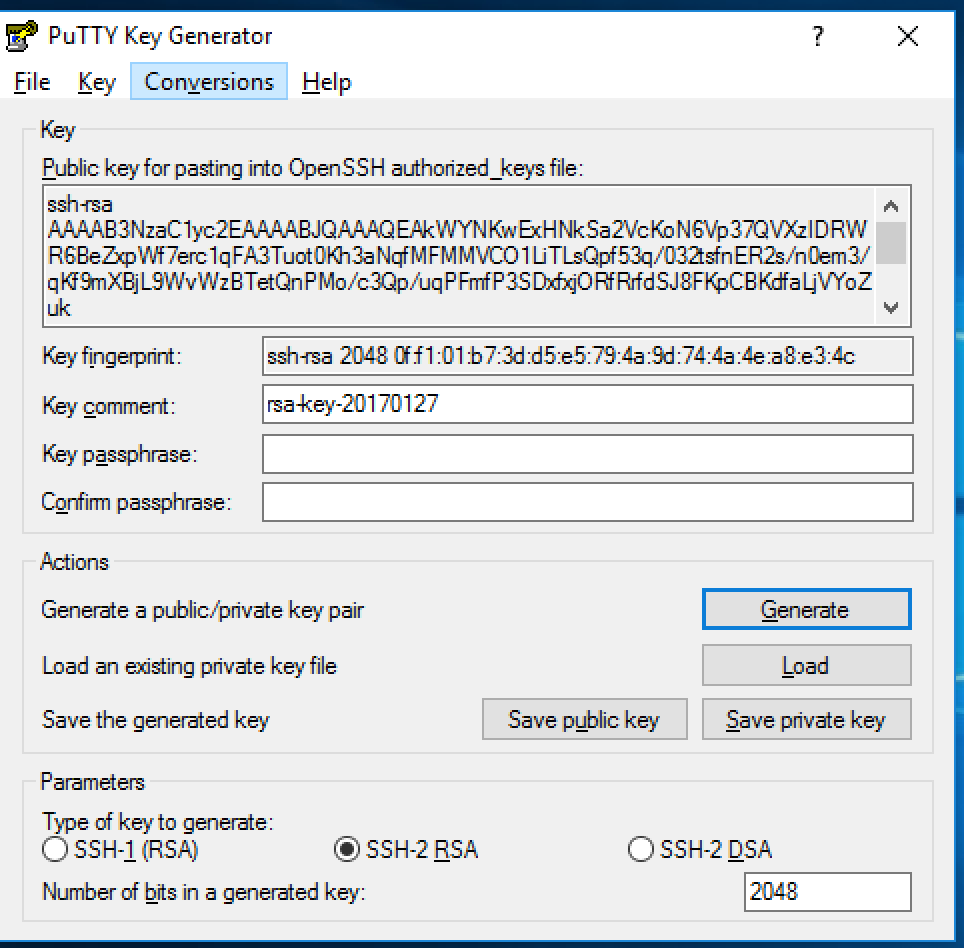 PuTTY Key Generator
?
File Key Conversions Help
Key
Public key for pasting into OpenSSH authorized_keys file:
ssh-rsa
AAAAB3NzaC1yc2EAAAABJQAAAQEAkWYNKwExHNkSa2VcKoN6Vp37QVXzIDRW
R6BeZxpWf7erc1qFA3Tuot0Kh3aNqfMFMMVCO1LiTLsQpf53q/032tsfnER2s/n0em3/
qKf9mXBjL9WvWzBTetQnPMo/c3Qp/uqPFmfP3SDxfxjORfRrfdSJ8FKpCBKdfaLjVYoZ
uk
Key fingerprint: ssh-rsa 2048 0f:f1:01:b7:3d:d5:e5:79:4a:9d:74:4a:4e:a8:e3:4c
Key comment: rsa-key-20170127
Key passphrase:
Confirm passphrase:
Actions
Generate a public/private key pair Generate
Load an existing private key file Load
Save the generated key Save public key Save private key
Parameters
Type of key to generate:
SSH-1 (RSA) SSH-2 RSA SSH-2 DSA
Number of bits in a generated key: 2048